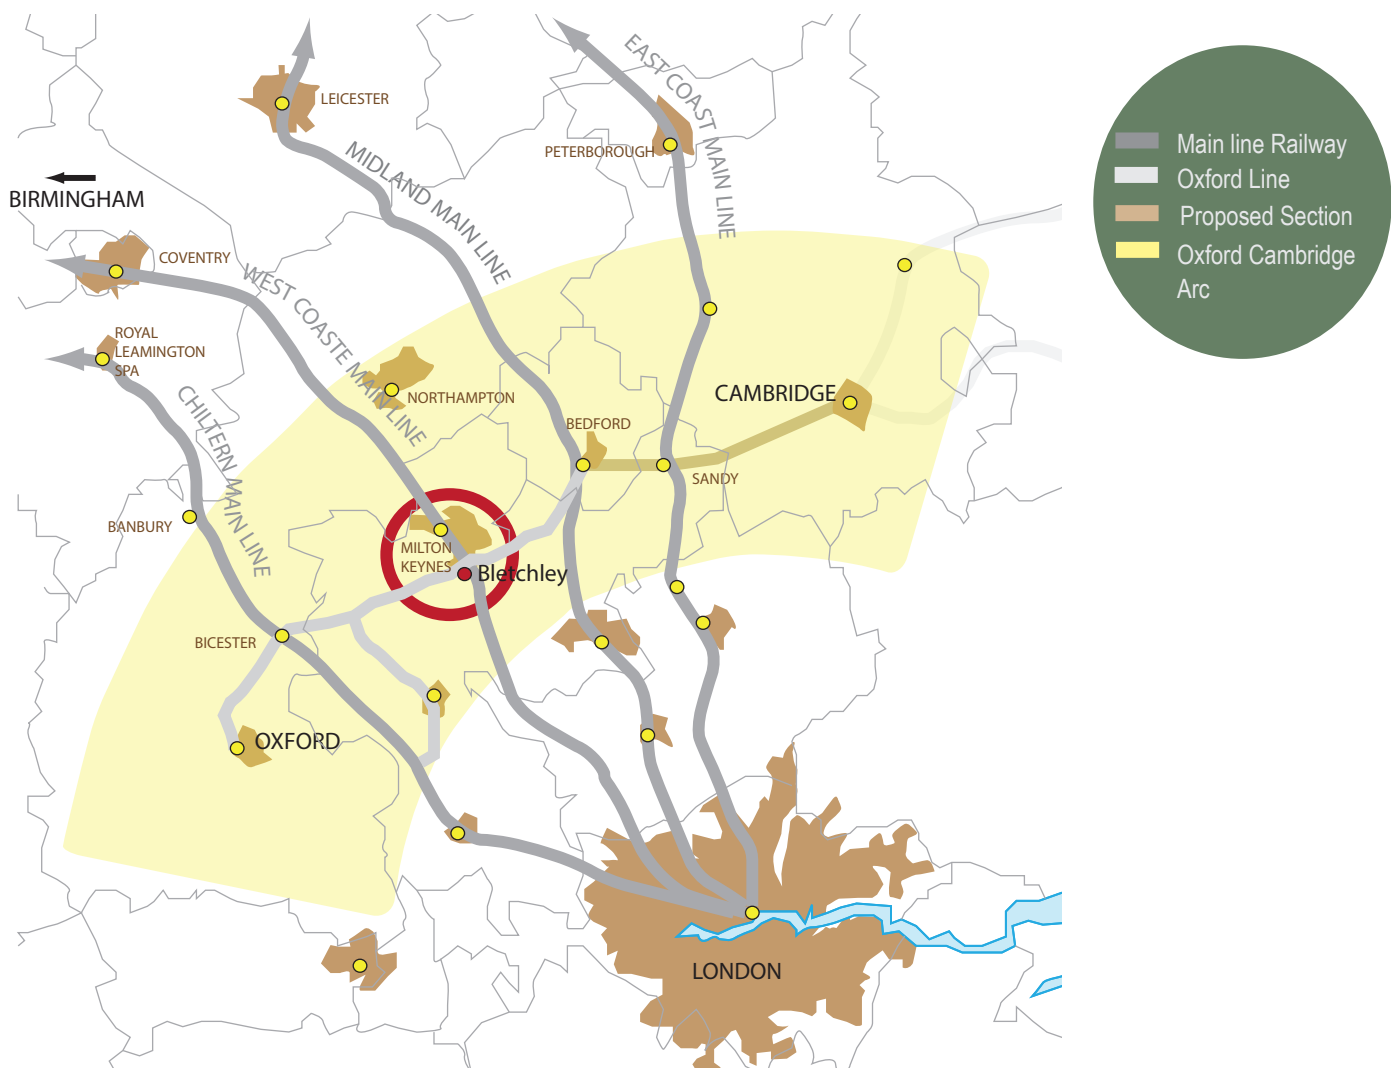 EAST COAST MAIN LINE
LEICESTER
MIDLAND MAIN LINE
PETERBOROUGH
BIRMINGHAM
COVENTRY
WEST COASTE MAIN LINE
ROYAL
LEAMINGTON
SPA
CHILTERN MAIN LINE
NORTHAMPTON
CAMBRIDGE
BEDFORD
SANDY
BANBURY
MILTON
KEYNES
Bletchley
BICESTER
OXFORD
LONDON
Main line Railway
Oxford Line
Proposed Section
Oxford Cambridge
Arc